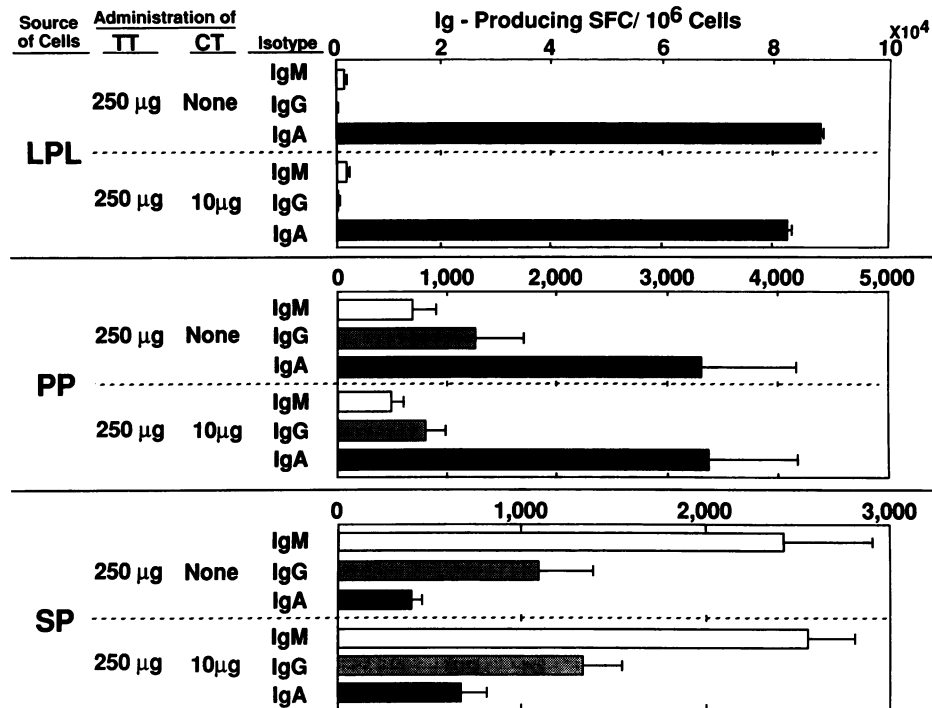 Source of Cells Administration of TT CT Isotype Ig - Producing SFC/ 10⁶ Cells
0 2 4 6 8 10 X10⁴
LPL
250 µg None
IgM
IgG
IgA
250 µg 10µg
IgM
IgG
IgA
0 1,000 2,000 3,000 4,000 5,000
PP
250 µg None
IgM
IgG
IgA
250 µg 10µg
IgM
IgG
IgA
0 1,000 2,000 3,000
SP
250 µg None
IgM
IgG
IgA
250 µg 10µg
IgM
IgG
IgA